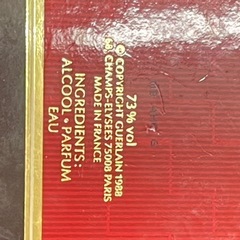 73% vol
© COPYRIGHT GUERLAIN 1988
68, CHAMPS-ELYSEES 75008 PARIS
MADE IN FRANCE
INGREDIENTS:
ALCOOL • PARFUM
EAU